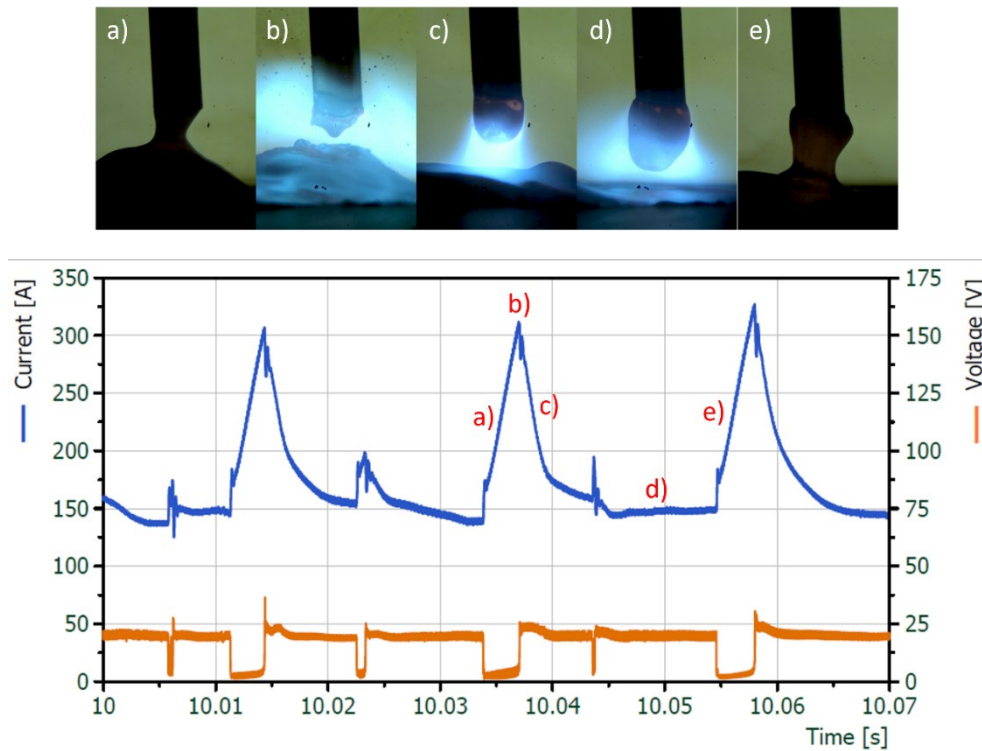 a) b) c) d) e)
Current [A]
Voltage [V]
350 175
300 150
250 125
200 100
150 75
100 50
50 25
0 0
b)
a) c)
e)
d)
10 10.01 10.02 10.03 10.04 10.05 10.06 10.07
Time [s]